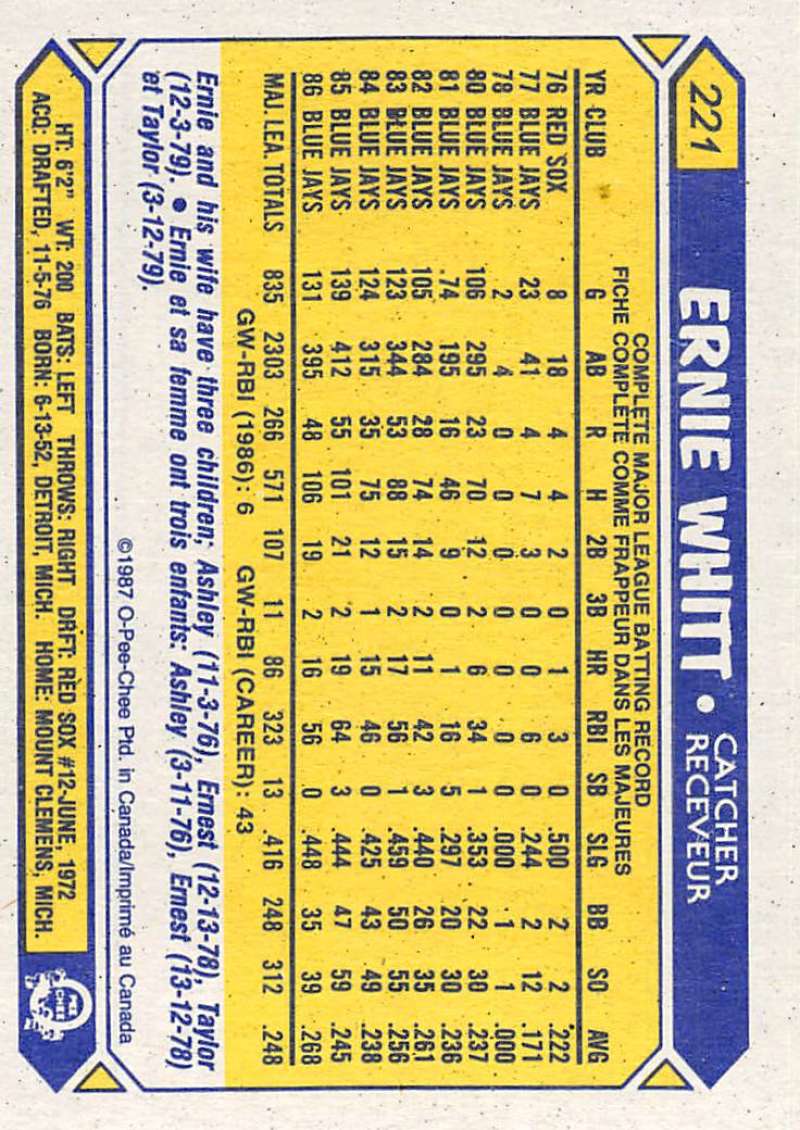 221
ERNIE WHITT • CATCHER
RECEVEUR
COMPLETE MAJOR LEAGUE BATTING RECORD
FICHE COMPLÈTE COMME FRAPPEUR DANS LES MAJEURES
YR CLUB G AB R H 2B 3B HR RBI SB SLG BB SO AVG
76 RED SOX 8 18 4 4 2 0 1 3 0 .500 2 2 .222
77 BLUE JAYS 23 41 4 7 3 0 0 6 0 .244 2 12 .171
78 BLUE JAYS 2 4 0 0 0 0 0 0 0 .000 1 1 .000
80 BLUE JAYS 106 295 23 70 12 2 6 34 1 .353 22 30 .237
81 BLUE JAYS 74 195 16 46 9 0 1 16 5 .297 20 30 .236
82 BLUE JAYS 105 284 28 74 14 2 11 42 3 .440 26 35 .261
83 BLUE JAYS 123 344 53 88 15 2 17 56 1 .459 50 55 .256
84 BLUE JAYS 124 315 35 75 12 1 15 46 0 .425 43 49 .238
85 BLUE JAYS 139 412 55 101 21 2 19 64 3 .444 47 59 .245
86 BLUE JAYS 131 395 48 106 19 2 16 56 0 .448 35 39 .268
MAJ. LEA. TOTALS 835 2303 266 571 107 11 86 323 13 .416 248 312 .248
GW-RBI (1986): 6 GW-RBI (CAREER): 43
Ernie and his wife have three children; Ashley (11-3-76), Ernest (12-13-78), Taylor
(12-3-79). • Ernie et sa femme ont trois enfants: Ashley (3-11-76), Ernest (13-12-78)
et Taylor (3-12-79).
©1987 O-Pee-Chee Ptd. in Canada/Imprimé au Canada
HT: 6'2" WT: 200 BATS: LEFT THROWS: RIGHT DRFT: RED SOX #12-JUNE, 1972
ACQ: DRAFTED, 11-5-76 BORN: 6-13-52, DETROIT, MICH. HOME: MOUNT CLEMENS, MICH.
O PEE CHEE